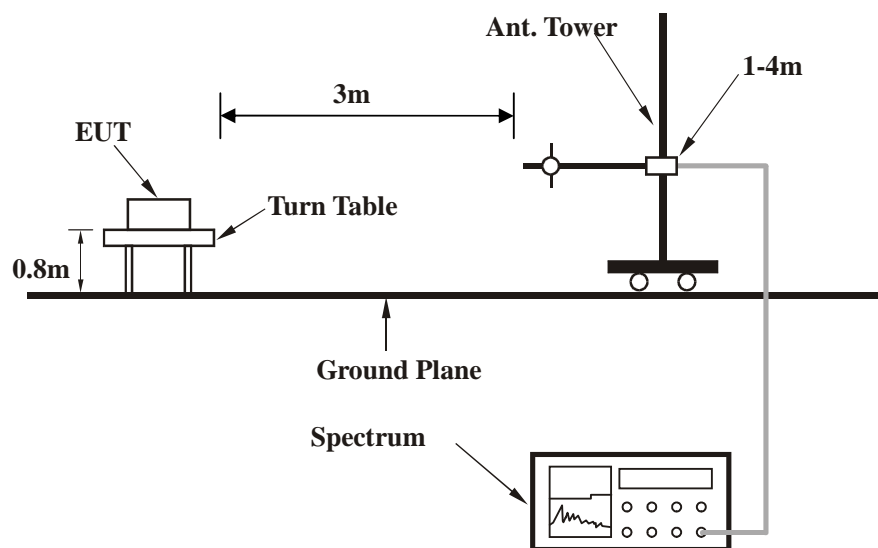 Ant. Tower
1-4m
3m
EUT
Turn Table
0.8m
Ground Plane
Spectrum